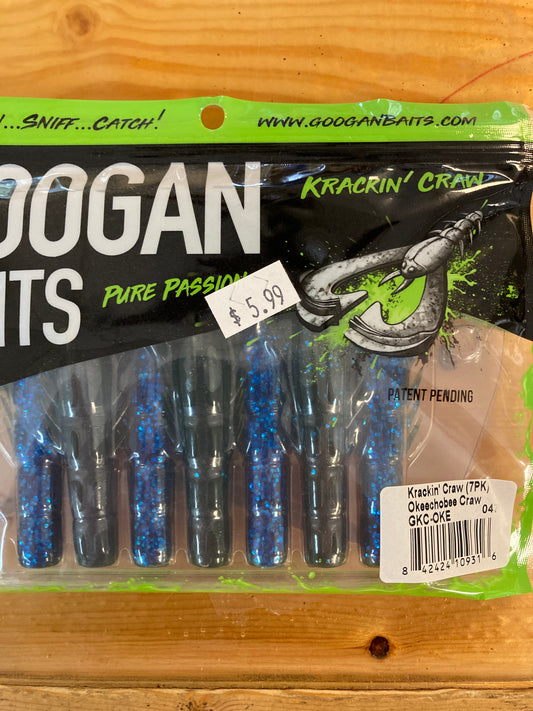 ...SNIFF...CATCH!
WWW.GOOGANBAITS.COM
OOGAN
KRACKIN' CRAW
ITS
PURE PASSION
$ 5.99
PATENT PENDING
Krackin' Craw (7PK)
Okeechobee Craw
GKC-OKE 04
8 42424 10931 6